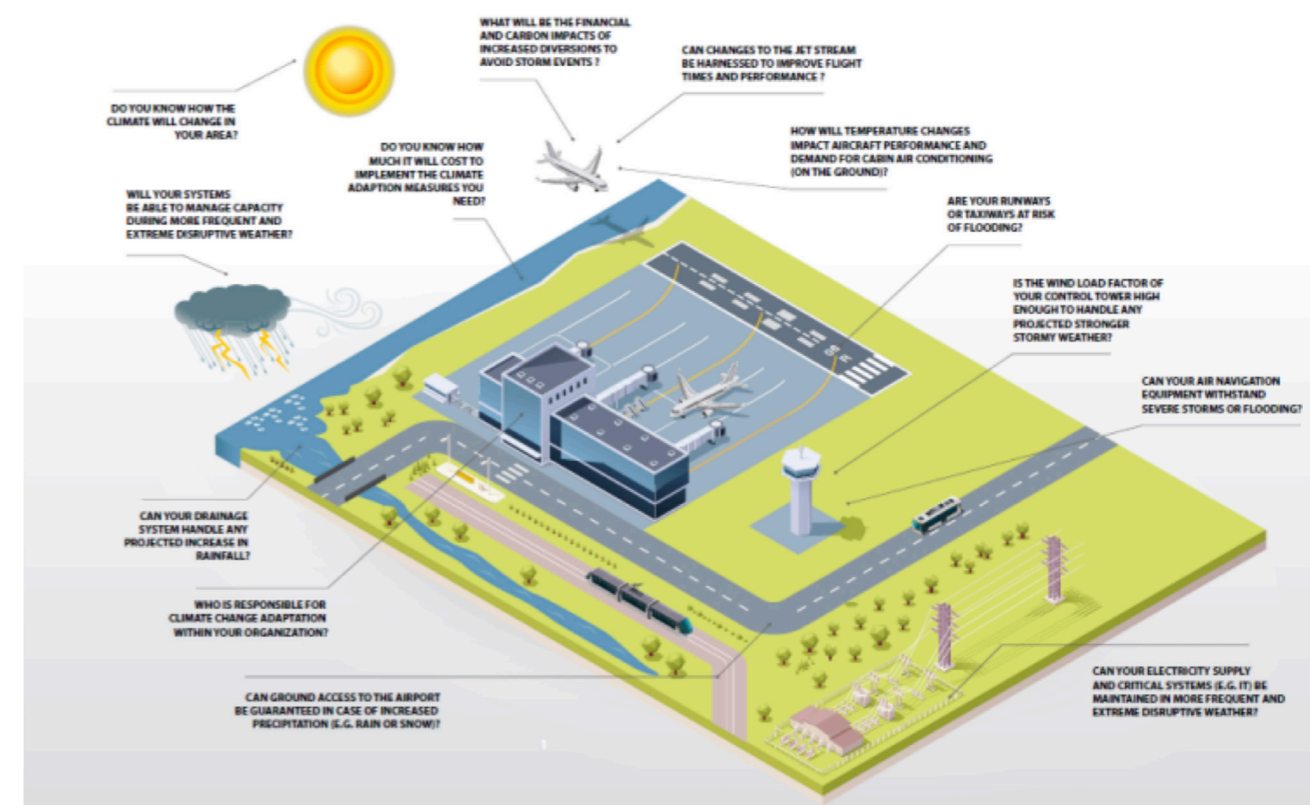 WHAT WILL BE THE FINANCIAL
AND CARBON IMPACTS OF
INCREASED DIVERSIONS TO
AVOID STORM EVENTS ?
CAN CHANGES TO THE JET STREAM
BE HARNESSED TO IMPROVE FLIGHT
TIMES AND PERFORMANCE ?
DO YOU KNOW HOW THE
CLIMATE WILL CHANGE IN
YOUR AREA?
DO YOU KNOW HOW
MUCH IT WILL COST TO
IMPLEMENT THE CLIMATE
ADAPTION MEASURES YOU
NEED?
HOW WILL TEMPERATURE CHANGES
IMPACT AIRCRAFT PERFORMANCE AND
DEMAND FOR CABIN AIR CONDITIONING
(ON THE GROUND)?
WILL YOUR SYSTEMS
BE ABLE TO MANAGE CAPACITY
DURING MORE FREQUENT AND
EXTREME DISRUPTIVE WEATHER?
ARE YOUR RUNWAYS
OR TAXIWAYS AT RISK
OF FLOODING?
IS THE WIND LOAD FACTOR OF
YOUR CONTROL TOWER HIGH
ENOUGH TO HANDLE ANY
PROJECTED STRONGER
STORMY WEATHER?
CAN YOUR AIR NAVIGATION
EQUIPMENT WITHSTAND
SEVERE STORMS OR FLOODING?
CAN YOUR DRAINAGE
SYSTEM HANDLE ANY
PROJECTED INCREASE IN
RAINFALL?
WHO IS RESPONSIBLE FOR
CLIMATE CHANGE ADAPTATION
WITHIN YOUR ORGANIZATION?
CAN GROUND ACCESS TO THE AIRPORT
BE GUARANTEED IN CASE OF INCREASED
PRECIPITATION (E.G. RAIN OR SNOW)?
CAN YOUR ELECTRICITY SUPPLY
AND CRITICAL SYSTEMS (E.G. IT) BE
MAINTAINED IN MORE FREQUENT AND
EXTREME DISRUPTIVE WEATHER?
1